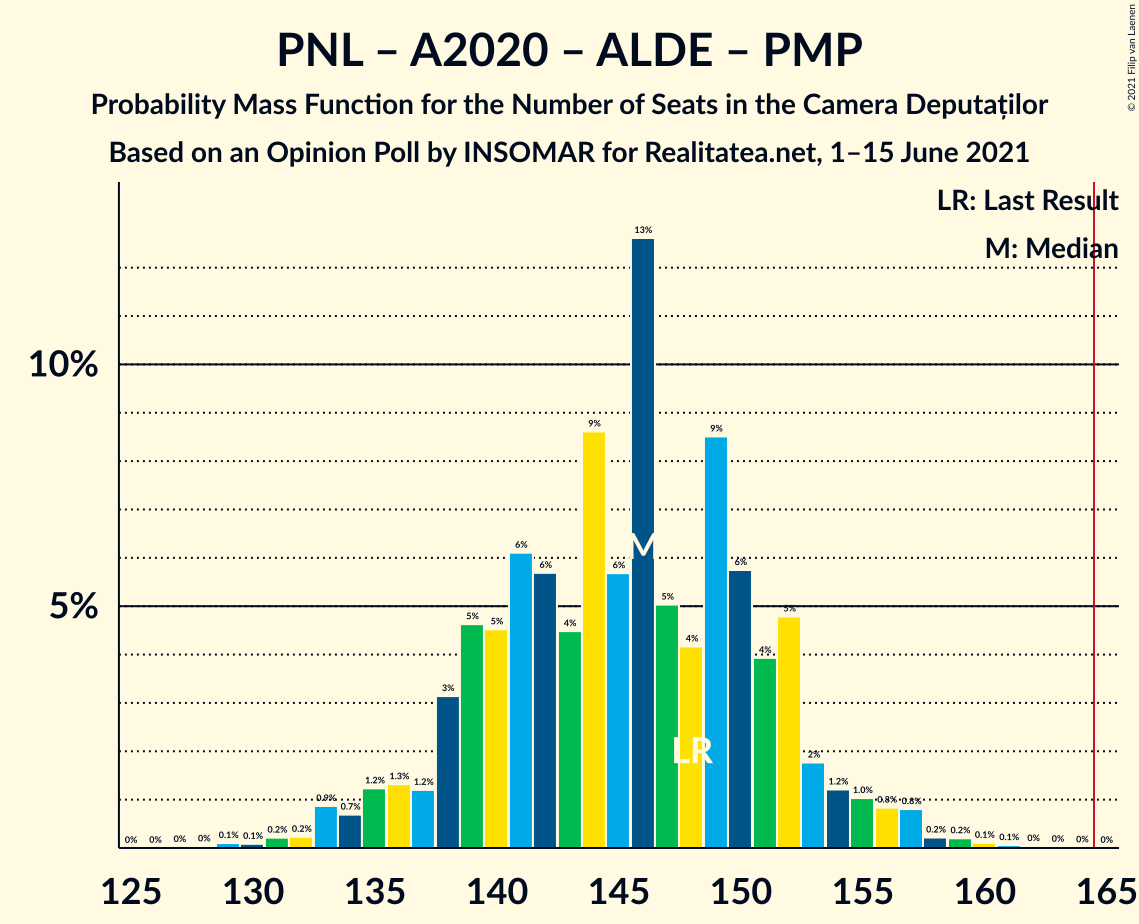 PNL – A2020 – ALDE – PMP
Probability Mass Function for the Number of Seats in the Camera Deputaților
Based on an Opinion Poll by INSOMAR for Realitatea.net, 1–15 June 2021
© 2021 Filip van Laenen
LR: Last Result
M: Median
10%
5%
0% 0% 0% 0% 0.1% 0.1% 0.2% 0.2% 0.9% 0.7% 1.2% 1.3% 1.2% 3% 5% 5% 6% 6% 4% 9% 6% 13% 5% 4% 9% 6% 4% 5% 2% 1.2% 1.0% 0.8% 0.8% 0.2% 0.2% 0.1% 0.1% 0% 0% 0% 0%
M
LR
125 130 135 140 145 150 155 160 165